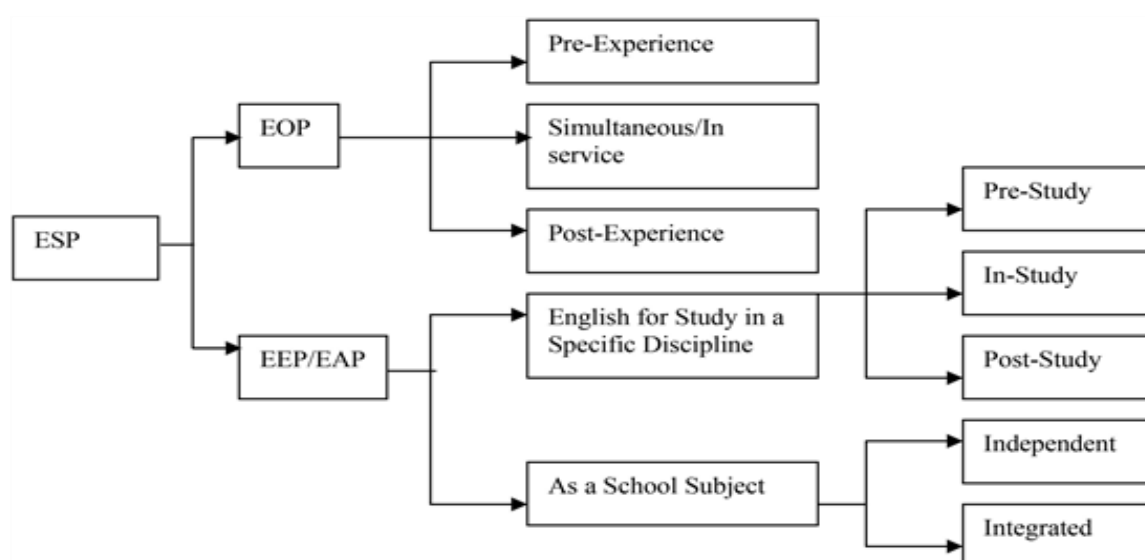 ESP
EOP
EEP/EAP
Pre-Experience
Simultaneous/In
service
Post-Experience
English for Study in a
Specific Discipline
As a School Subject
Pre-Study
In-Study
Post-Study
Independent
Integrated